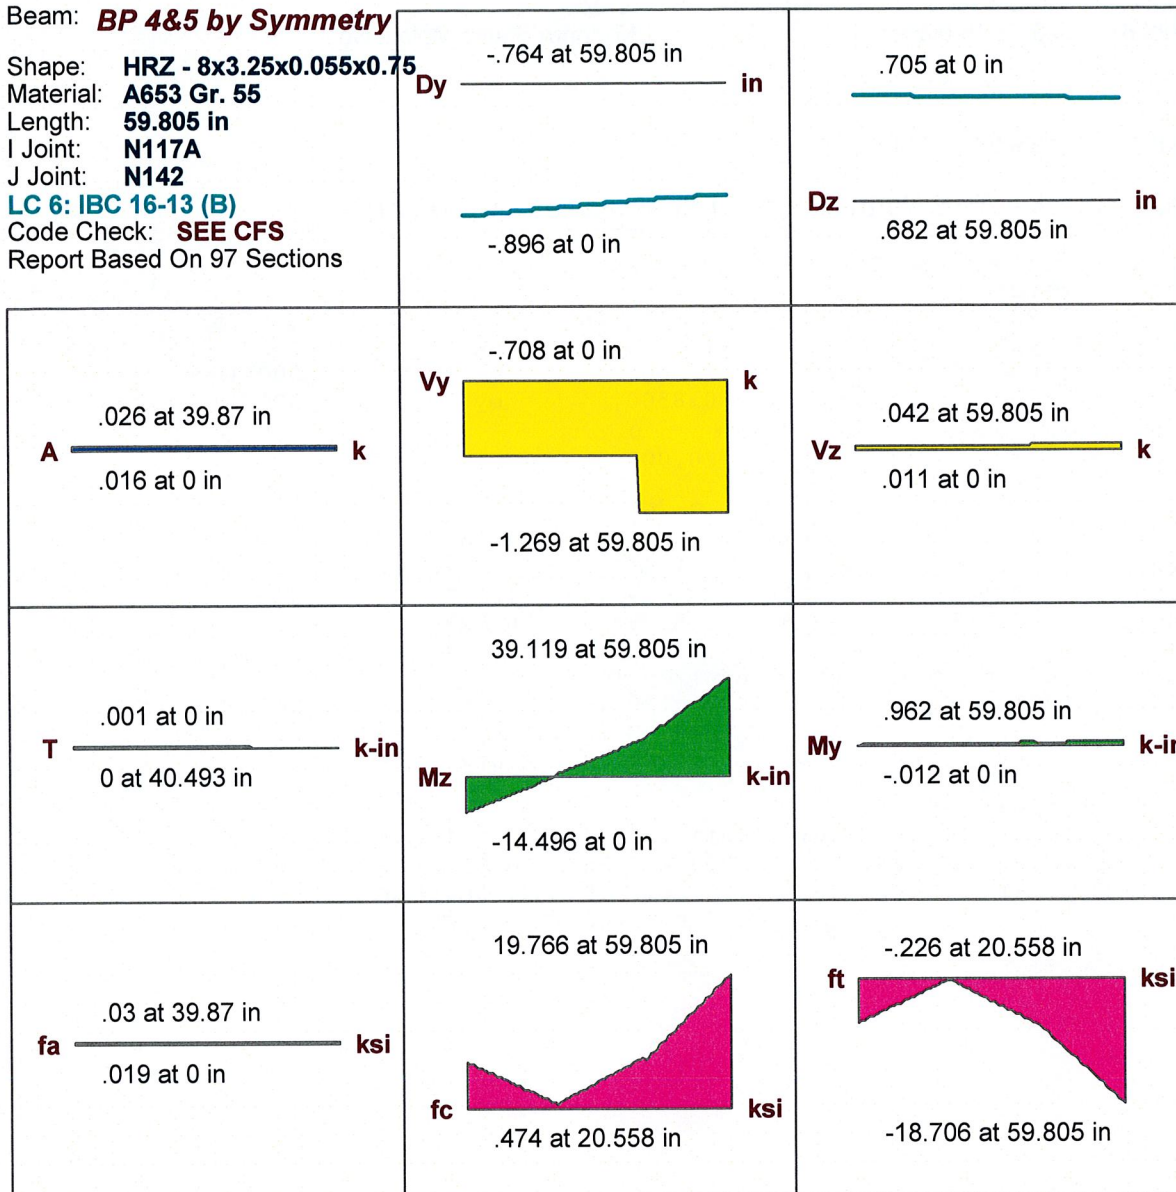 Beam: BP 4&5 by Symmetry
Shape: HRZ - 8x3.25x0.055x0.75
Material: A653 Gr. 55
Length: 59.805 in
I Joint: N117A
J Joint: N142
LC 6: IBC 16-13 (B)
Code Check: SEE CFS
Report Based On 97 Sections
-.764 at 59.805 in
Dy in
-.896 at 0 in
.705 at 0 in
Dz in
.682 at 59.805 in
.026 at 39.87 in
A k
.016 at 0 in
-.708 at 0 in
Vy k
-1.269 at 59.805 in
.042 at 59.805 in
Vz k
.011 at 0 in
.001 at 0 in
T k-in
0 at 40.493 in
39.119 at 59.805 in
Mz k-in
-14.496 at 0 in
.962 at 59.805 in
My k-in
-.012 at 0 in
.03 at 39.87 in
fa ksi
.019 at 0 in
19.766 at 59.805 in
fc ksi
.474 at 20.558 in
-.226 at 20.558 in
ft ksi
-18.706 at 59.805 in